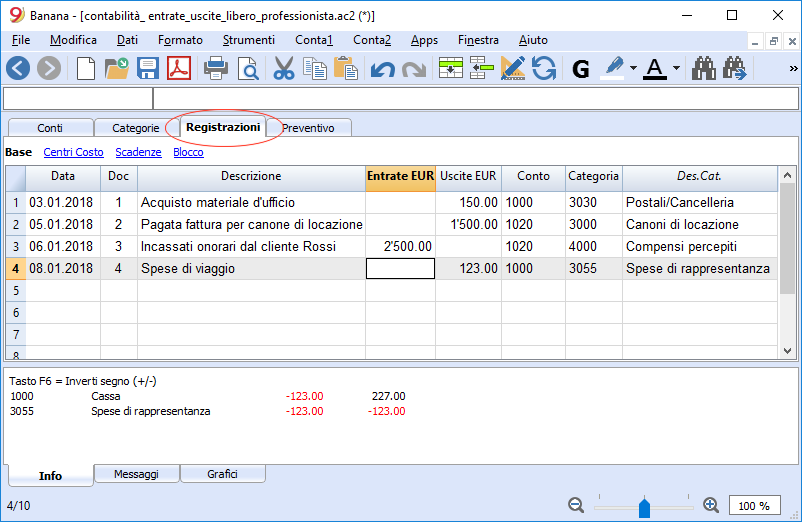 Banana - [contabilità_ entrate_uscite_libero_professionista.ac2 (*)]
File Modifica Dati Formato Strumenti Conta1 Conta2 Apps Finestra Aiuto
G A »
Conti Categorie Registrazioni Preventivo
Base Centri Costo Scadenze Blocco
Data Doc Descrizione Entrate EUR Uscite EUR Conto Categoria Des.Cat.
1 03.01.2018 1 Acquisto materiale d'ufficio 150.00 1000 3030 Postali/Cancelleria
2 05.01.2018 2 Pagata fattura per canone di locazione 1'500.00 1020 3000 Canoni di locazione
3 06.01.2018 3 Incassati onorari dal cliente Rossi 2'500.00 1020 4000 Compensi percepiti
4 08.01.2018 4 Spese di viaggio 123.00 1000 3055 Spese di rappresentanza
5
6
7
8
Tasto F6 = Inverti segno (+/-)
1000 Cassa -123.00 227.00
3055 Spese di rappresentanza -123.00 -123.00
Info Messaggi Grafici
4/10 100 %